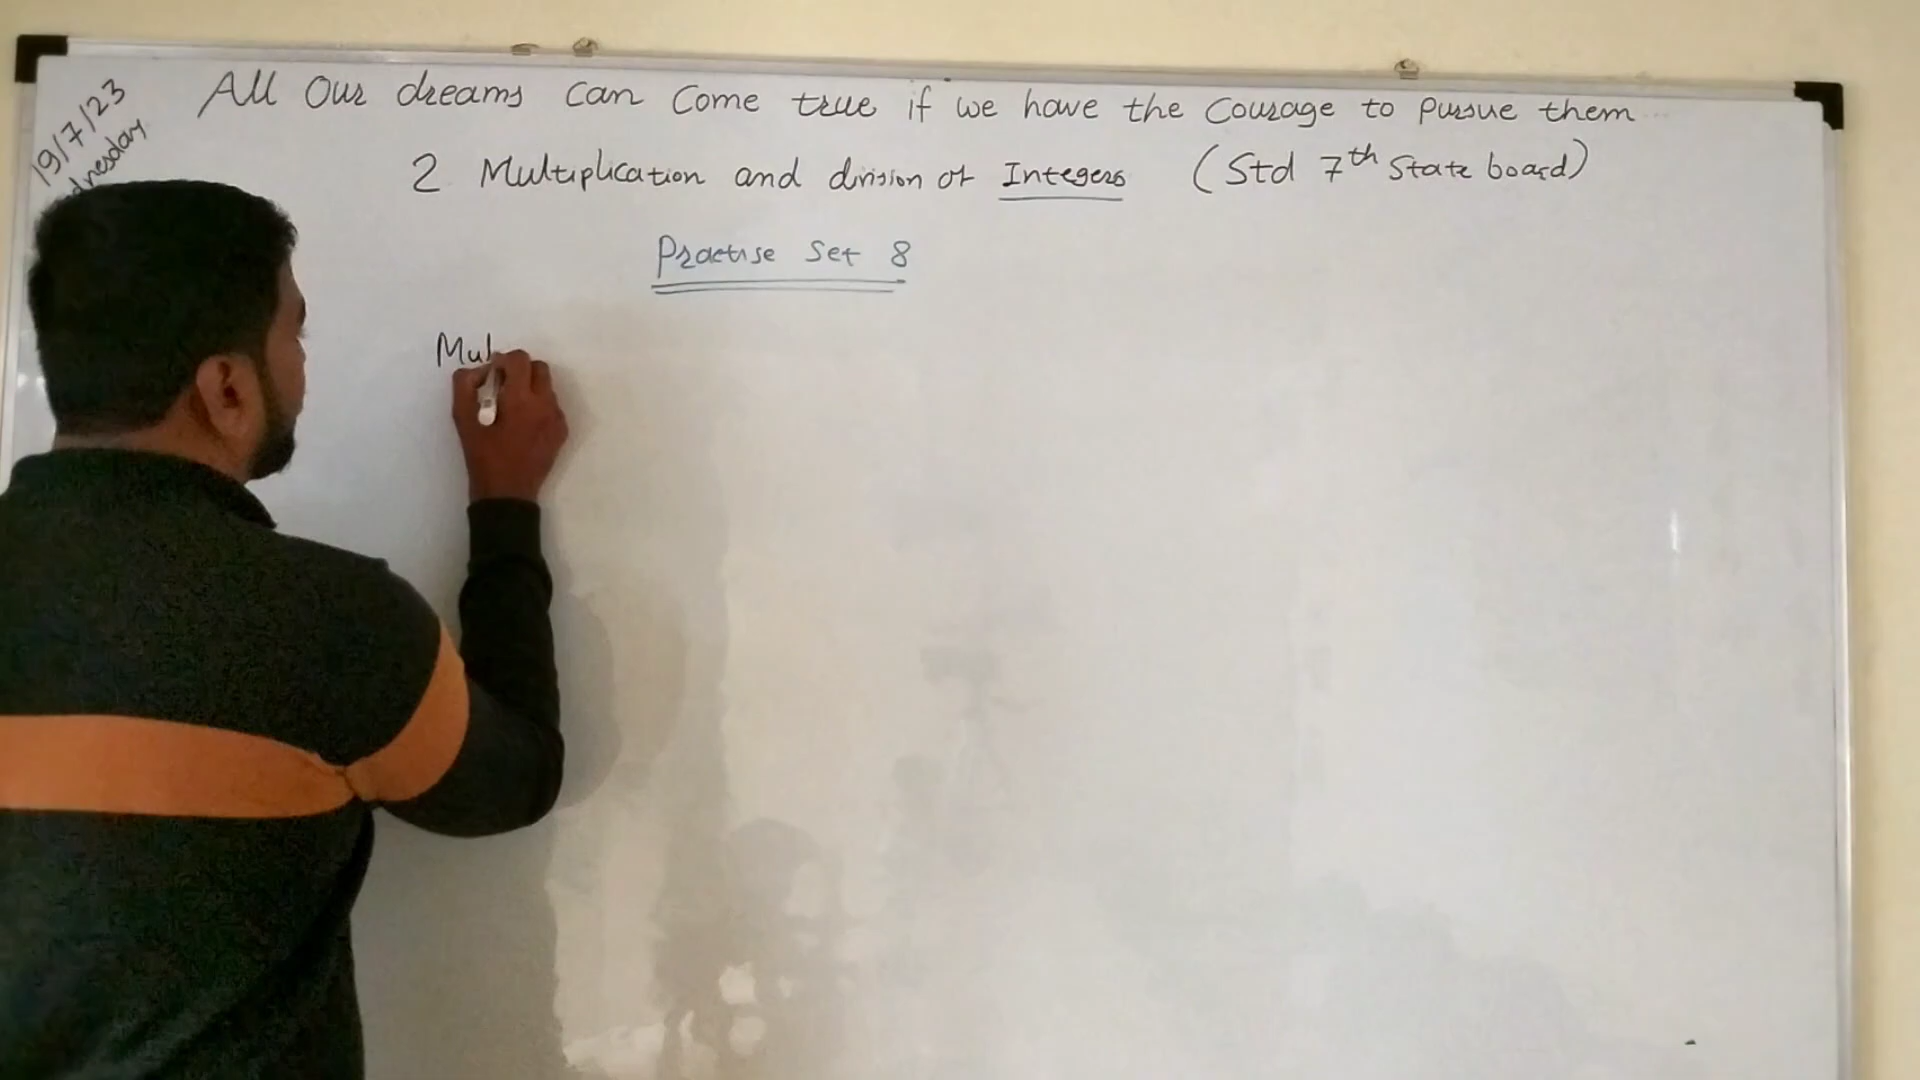 19/7/23
All Our dreams can Come true if we have the Courage to pursue them
2 Multiplication and division of Integers (Std 7th State board)
Practise Set 8
Mul